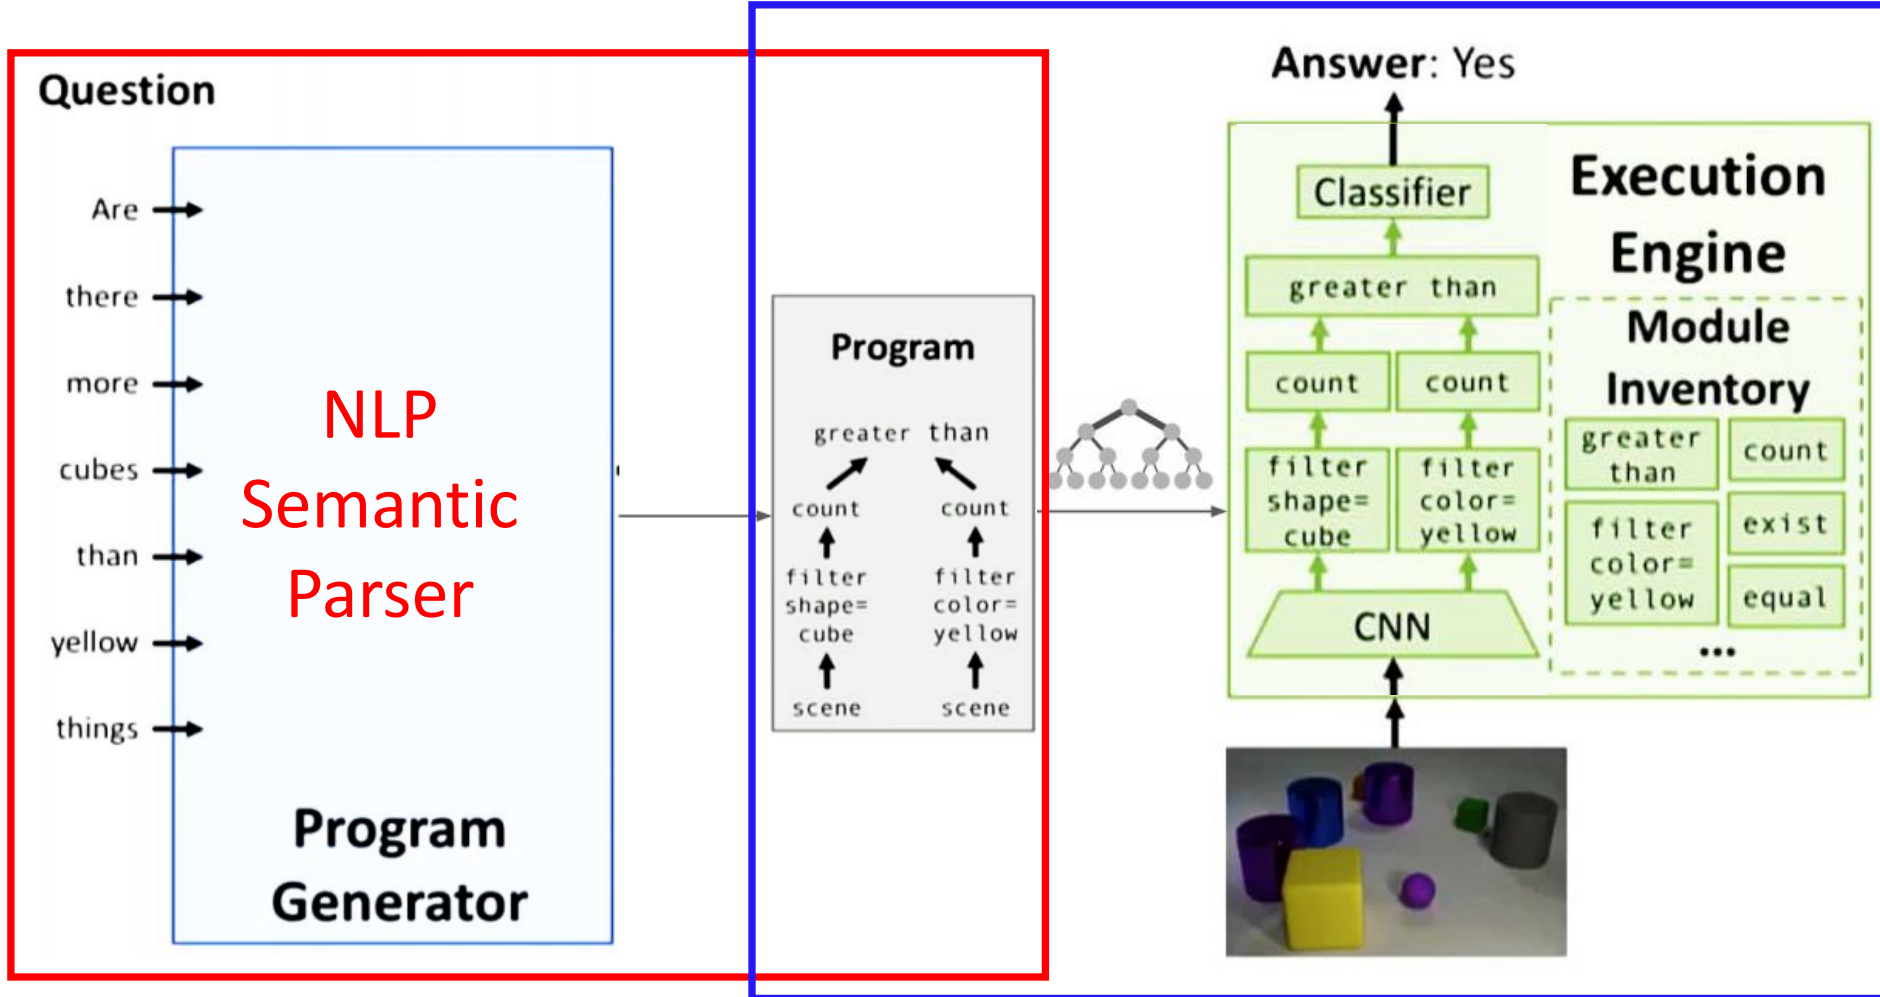 Question
Are
there
more
cubes
than
yellow
things
NLP
Semantic
Parser
Program
Generator
Program
greater than
count count
filter filter
shape= color=
cube yellow
scene scene
Answer: Yes
Classifier
greater than
count count
filter filter
shape= color=
cube yellow
CNN
Execution
Engine
Module
Inventory
greater
than
count
filter
color=
yellow
exist
equal
...